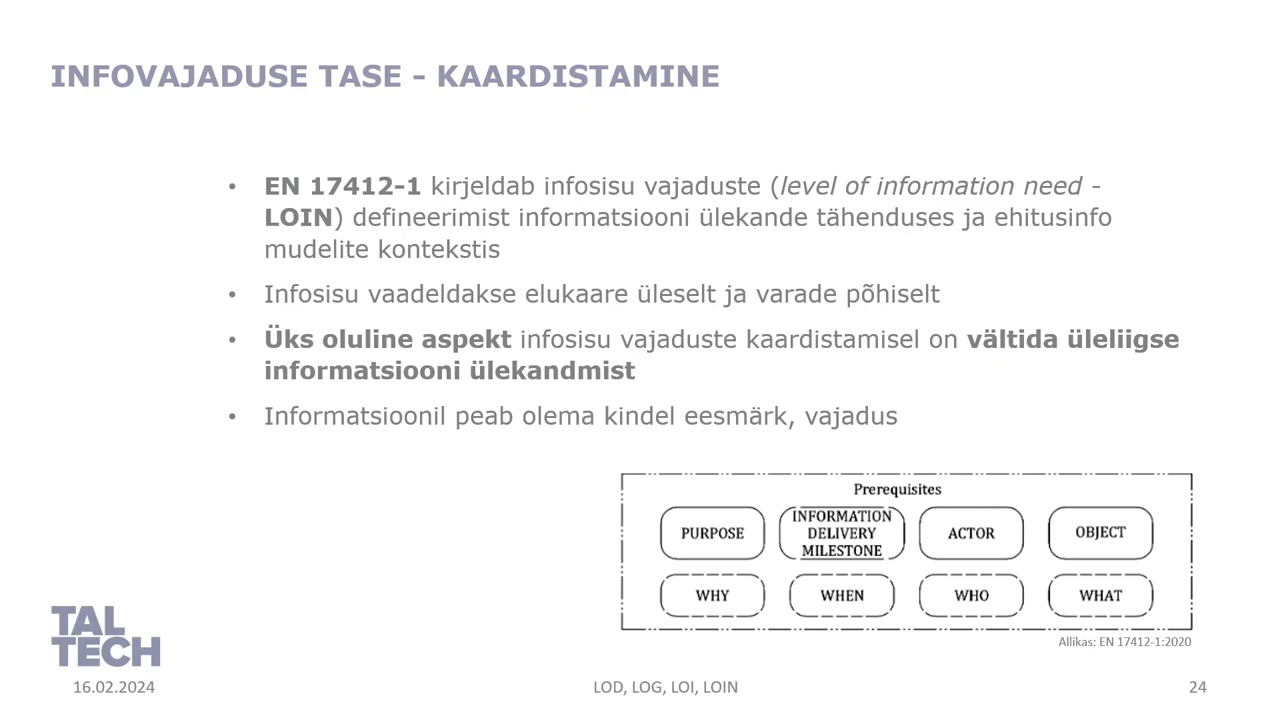 INFOVAJADUSE TASE - KAARDISTAMINE
• EN 17412-1 kirjeldab infosisu vajaduste (level of information need -
LOIN) defineerimist informatsiooni ülekande tähenduses ja ehitusinfo
mudelite kontekstis
• Infosisu vaadeldakse elukaare üleselt ja varade põhiselt
• Üks oluline aspekt infosisu vajaduste kaardistamisel on vältida üleliigse
informatsiooni ülekandmist
• Informatsioonil peab olema kindel eesmärk, vajadus
Prerequisites
PURPOSE
INFORMATION
DELIVERY
MILESTONE
ACTOR
OBJECT
WHY
WHEN
WHO
WHAT
Allikas: EN 17412-1:2020
TAL
TECH
16.02.2024
LOD, LOG, LOI, LOIN
24